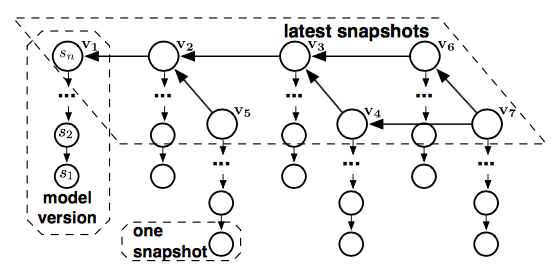 latest snapshots
sₙ v₁ v₂ v₃ v₆
... ... ... ...
v₅ v₄ v₇
s₂
... ... ...
s₁
model
version
one
snapshot